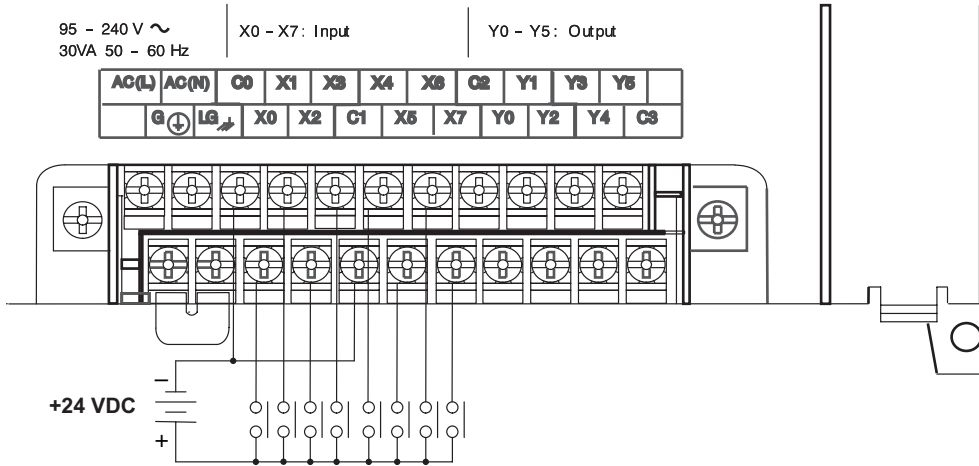 95 - 240 V ~
30VA 50 - 60 Hz
X0 - X7: Input
Y0 - Y5: Output
AC(L) AC(N) C0 X1 X3 X4 X6 C2 Y1 Y3 Y5
G LG X0 X2 C1 X5 X7 Y0 Y2 Y4 C3
+24 VDC
−
+